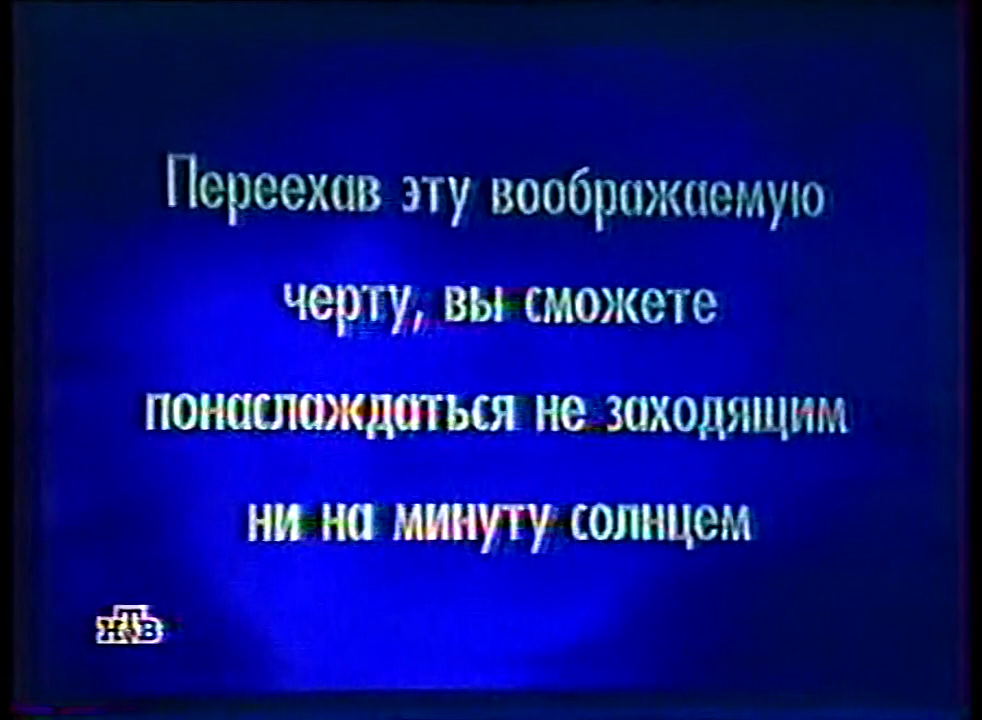 Переехав эту воображаемую
черту, вы сможете
понаслаждаться не заходящим
ни на минуту солнцем
НТВ